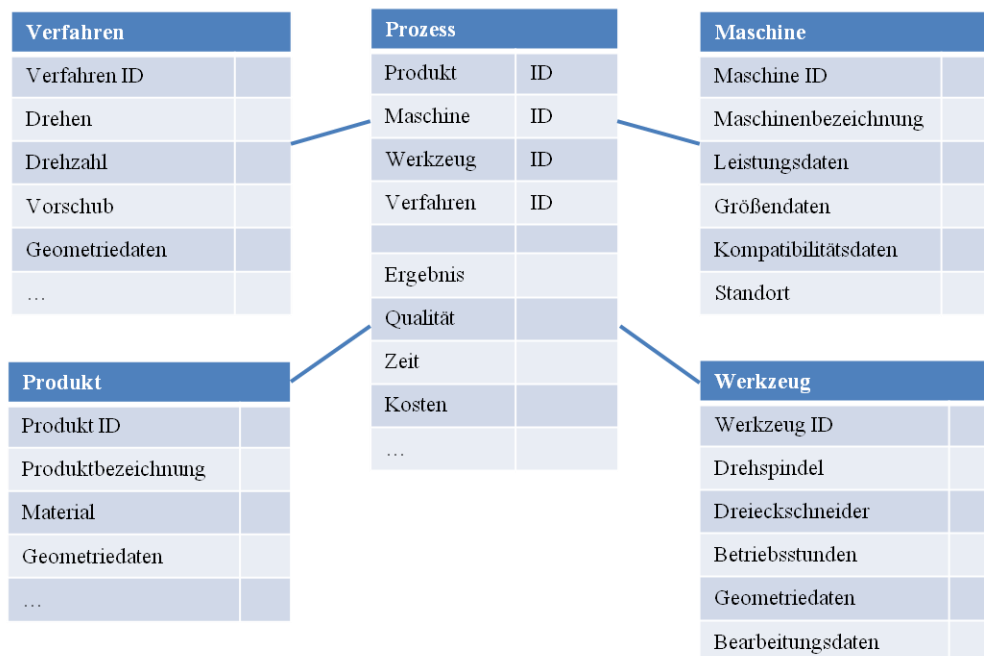 Verfahren
Verfahren ID
Drehen
Drehzahl
Vorschub
Geometriedaten
…
Prozess
Produkt ID
Maschine ID
Werkzeug ID
Verfahren ID
Ergebnis
Qualität
Zeit
Kosten
…
Maschine
Maschine ID
Maschinenbezeichnung
Leistungsdaten
Größendaten
Kompatibilitätsdaten
Standort
Produkt
Produkt ID
Produktbezeichnung
Material
Geometriedaten
…
Werkzeug
Werkzeug ID
Drehspindel
Dreieckschneider
Betriebsstunden
Geometriedaten
Bearbeitungsdaten